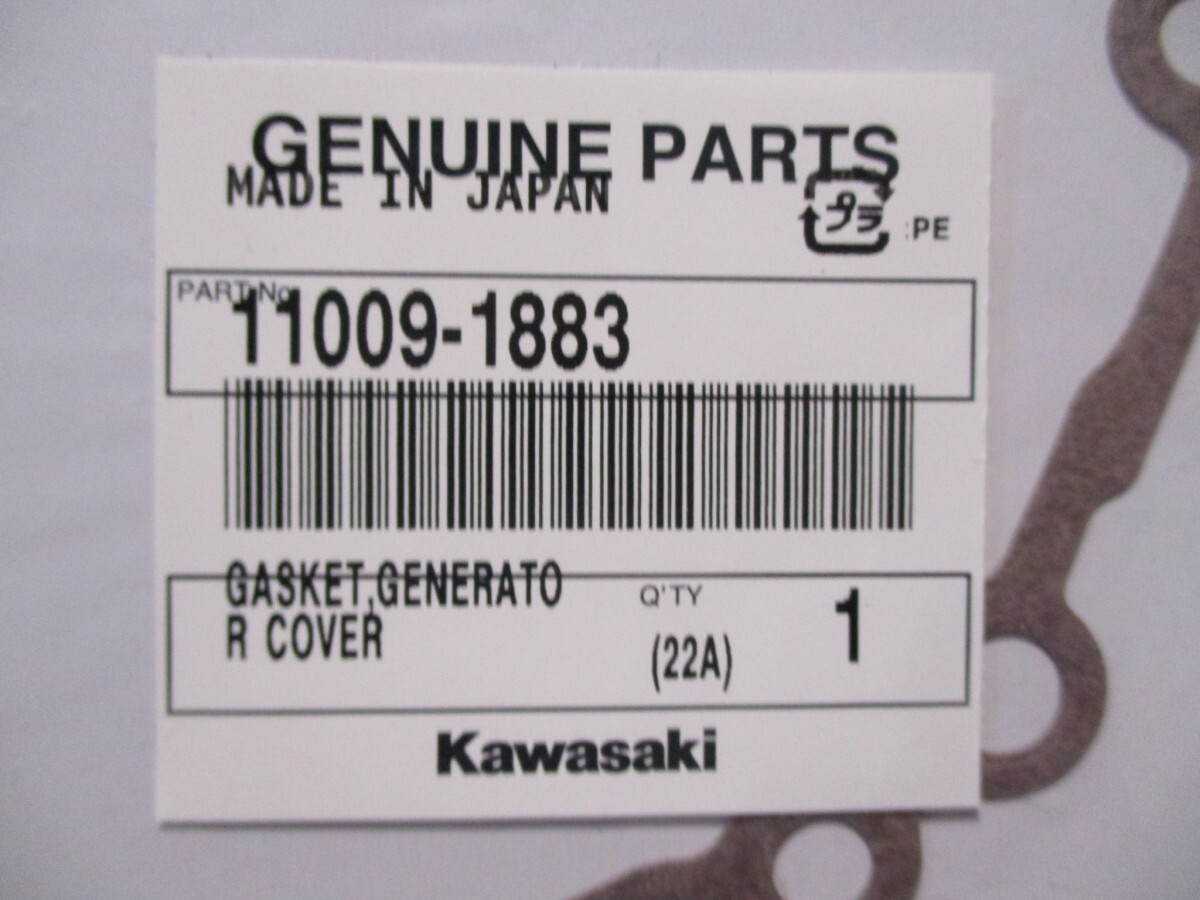 GENUINE PARTS
MADE IN JAPAN
プラ :PE
PART No.
11009-1883
GASKET,GENERATO
R COVER
Q'TY
(22A)
1
Kawasaki